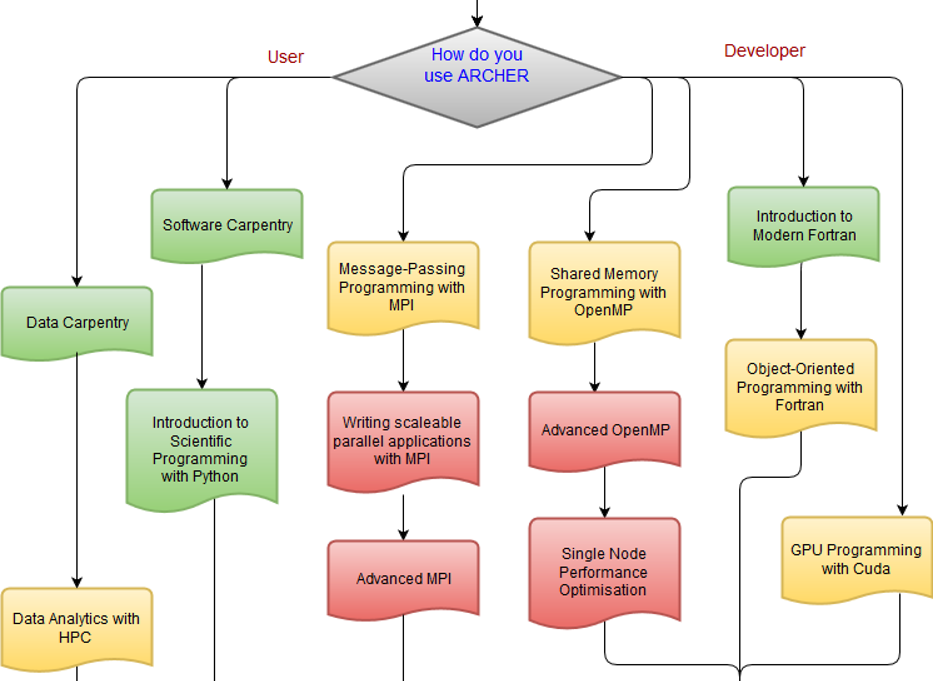 How do you
use ARCHER
User
Developer
Software Carpentry
Introduction to
Modern Fortran
Message-Passing
Programming with
MPI
Shared Memory
Programming with
OpenMP
Data Carpentry
Object-Oriented
Programming with
Fortran
Introduction to
Scientific
Programming
with Python
Writing scaleable
parallel applications
with MPI
Advanced OpenMP
Advanced MPI
Single Node
Performance
Optimisation
GPU Programming
with Cuda
Data Analytics with
HPC